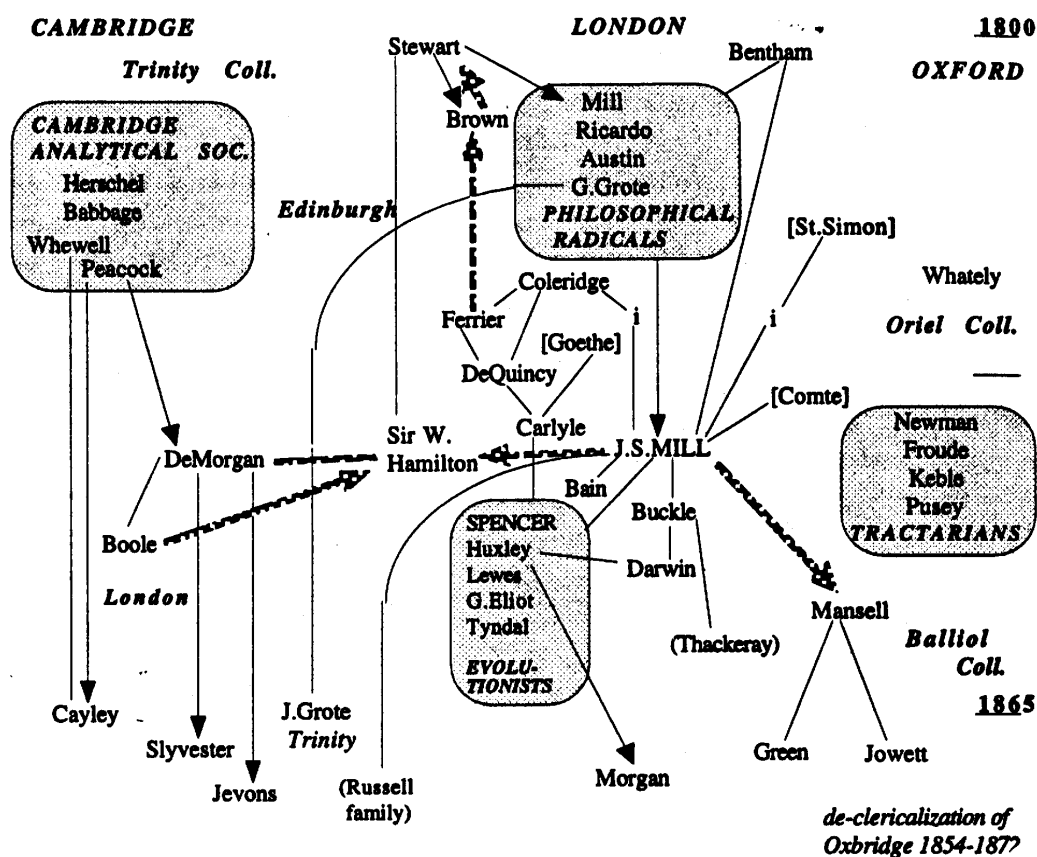 CAMBRIDGE
LONDON
1800
Stewart
Bentham
Trinity Coll.
OXFORD
CAMBRIDGE
ANALYTICAL SOC.
Herschel
Babbage
Whewell
Peacock
Brown
Mill
Ricardo
Austin
G.Grote
PHILOSOPHICAL
RADICALS
Edinburgh
[St.Simon]
Whately
Oriel Coll.
Coleridge
Ferrier
i
i
[Goethe]
DeQuincy
[Comte]
Carlyle
Sir W.
Hamilton
J.S.MILL
DeMorgan
Newman
Froude
Keble
Pusey
TRACTARIANS
Bain
Buckle
Boole
SPENCER
Huxley
Lewes
G.Eliot
Tyndal
EVOLU-
TIONISTS
Darwin
London
Mansell
(Thackeray)
Balliol
Coll.
1865
Cayley
J.Grote
Trinity
Slyvester
Green
Jowett
Jevons
(Russell
family)
Morgan
de-clericalization of
Oxbridge 1854-187?